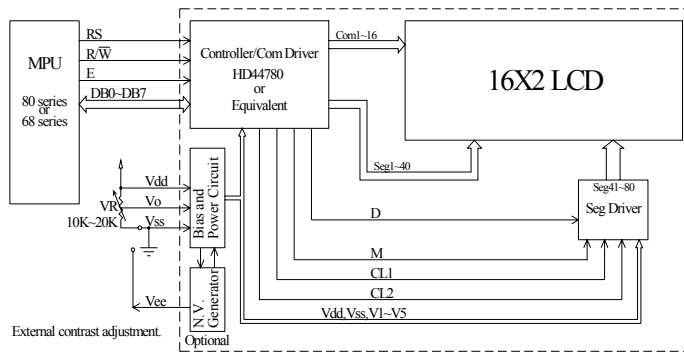 MPU
80 series
or
68 series
RS
R/W̅
E
DB0~DB7
Controller/Com Driver
HD44780
or
Equivalent
Com1~16
16X2 LCD
Seg1~40
Seg41~80
Seg Driver
D
M
CL1
CL2
Vdd,Vss,V1~V5
Bias and
Power Circuit
Vdd
Vo
Vss
VR
10K~20K
Vee
N.V.
Generator
Optional
External contrast adjustment.